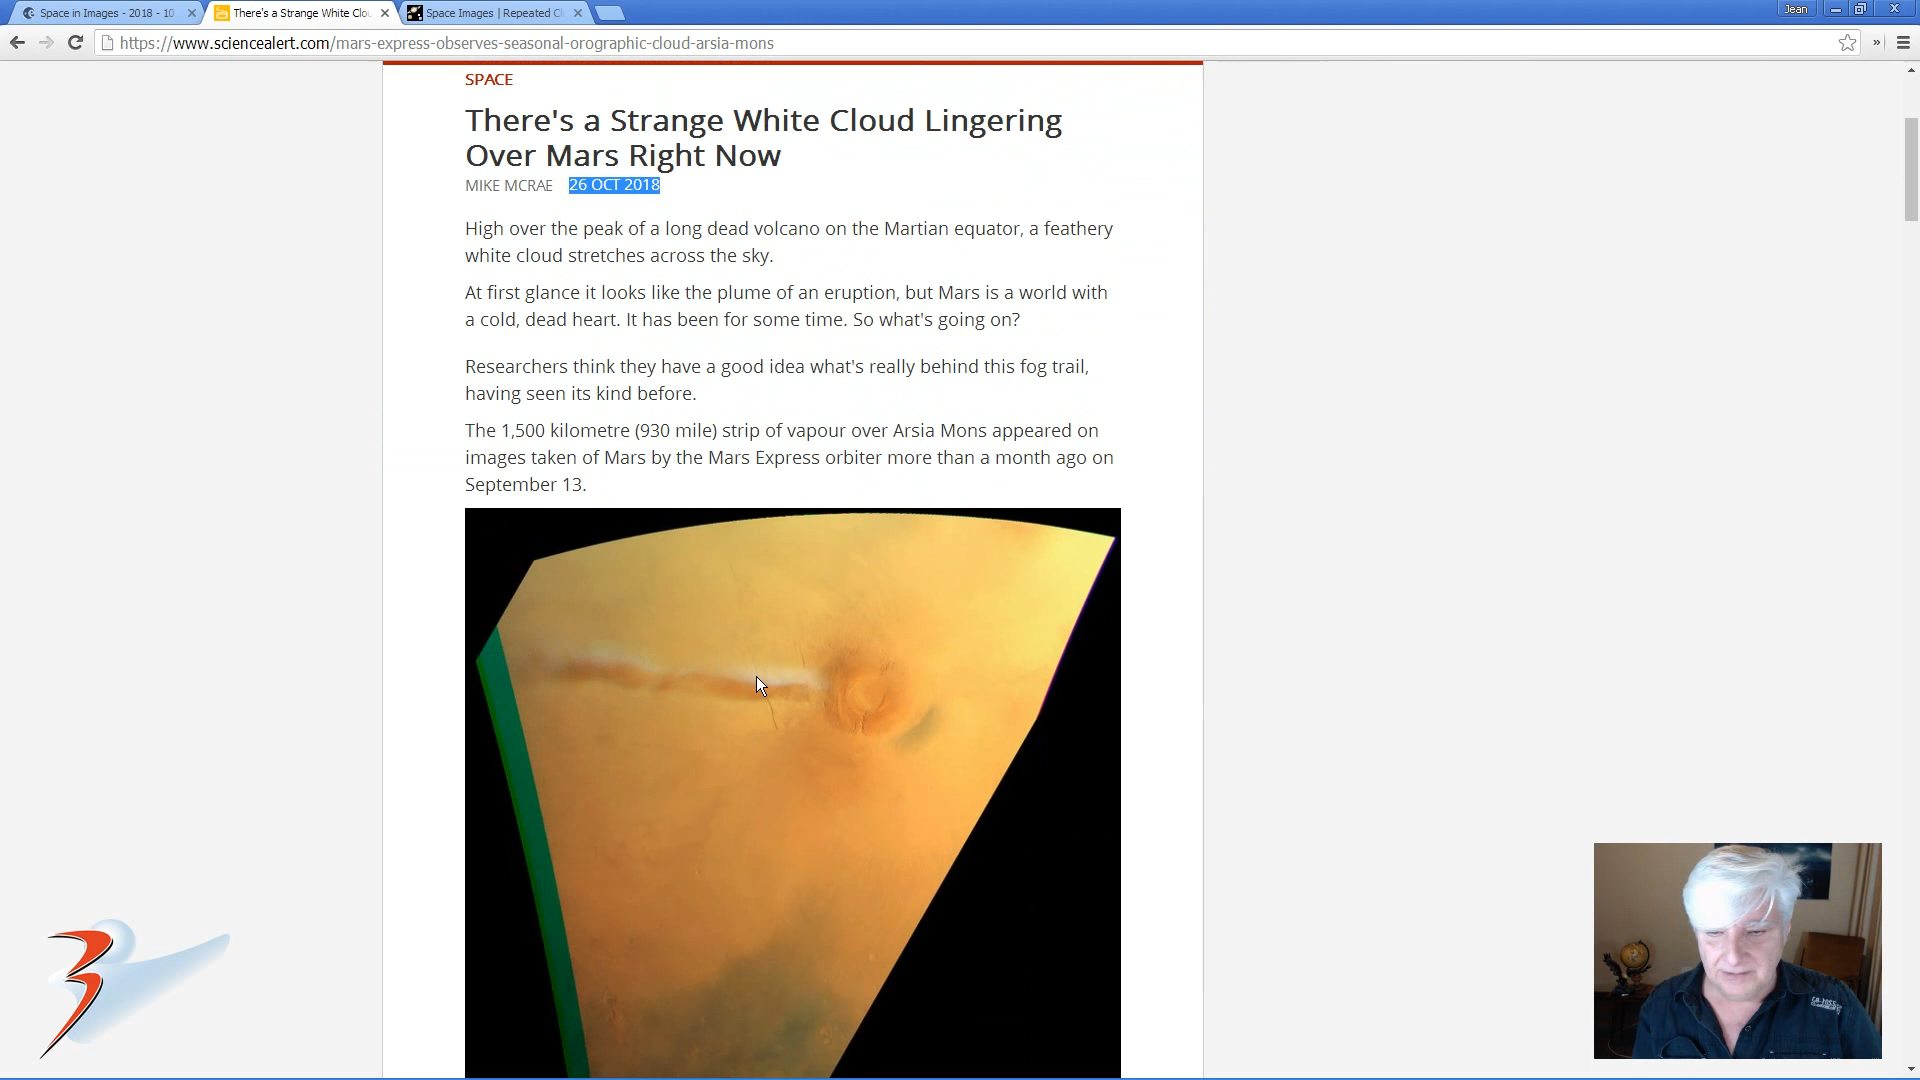 Space in Images - 2018 - 10
There's a Strange White Clou
Space Images | Repeated Cl
Jean
https://www.sciencealert.com/mars-express-observes-seasonal-orographic-cloud-arsia-mons
SPACE
There's a Strange White Cloud Lingering
Over Mars Right Now
MIKE MCRAE 26 OCT 2018
High over the peak of a long dead volcano on the Martian equator, a feathery
white cloud stretches across the sky.
At first glance it looks like the plume of an eruption, but Mars is a world with
a cold, dead heart. It has been for some time. So what's going on?
Researchers think they have a good idea what's really behind this fog trail,
having seen its kind before.
The 1,500 kilometre (930 mile) strip of vapour over Arsia Mons appeared on
images taken of Mars by the Mars Express orbiter more than a month ago on
September 13.